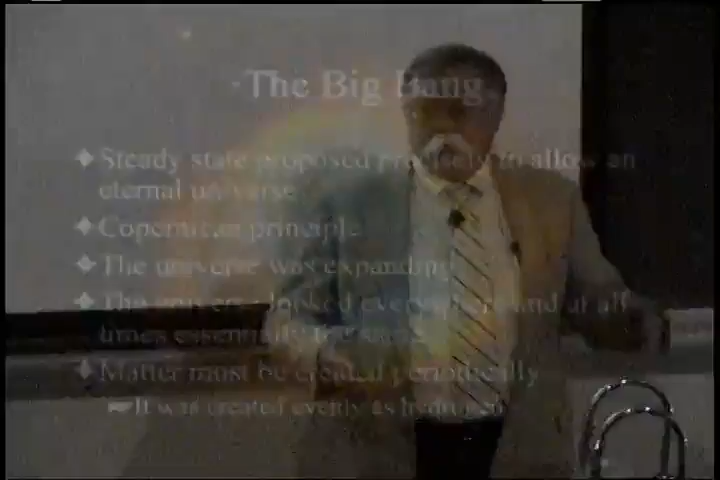 The Big Bang
Steady state proposed precisely to allow an
eternal universe
Copernican principle
The universe was expanding
The universe looked everywhere and at all
times essentially the same
Matter must be created periodically
It was created evenly as hydrogen